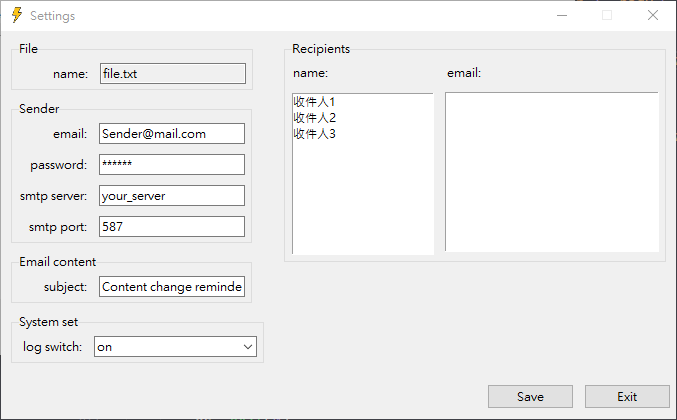 Settings
File
name: file.txt
Sender
email: Sender@mail.com
password: ******
smtp server: your_server
smtp port: 587
Email content
subject: Content change reminde
System set
log switch: on
Recipients
name: email:
收件人1
收件人2
收件人3
Save Exit